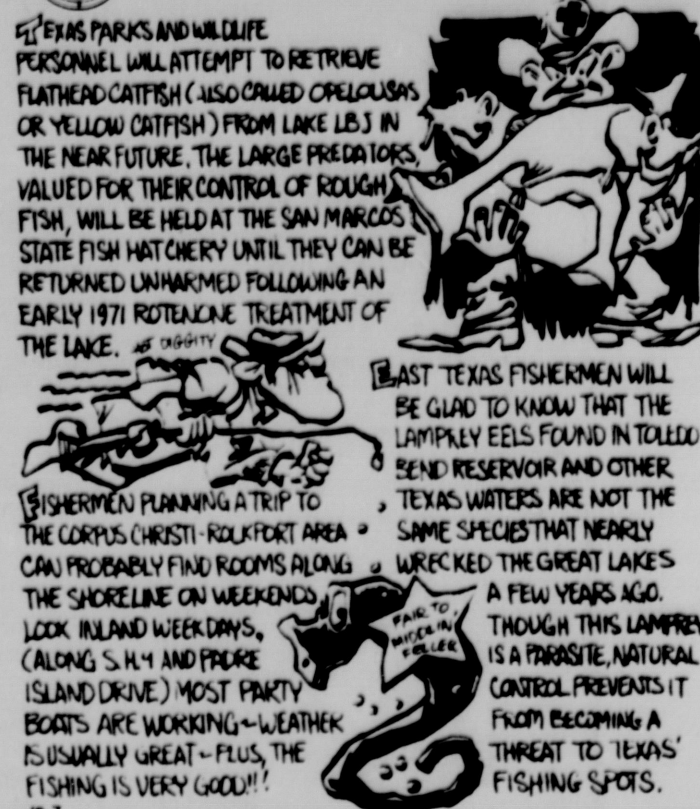 TEXAS PARKS AND WILDLIFE
PERSONNEL WILL ATTEMPT TO RETRIEVE
FLATHEAD CATFISH (ALSO CALLED OPELOUSAS
OR YELLOW CATFISH) FROM LAKE LBJ IN
THE NEAR FUTURE. THE LARGE PREDATORS,
VALUED FOR THEIR CONTROL OF ROUGH
FISH, WILL BE HELD AT THE SAN MARCOS
STATE FISH HATCHERY UNTIL THEY CAN BE
RETURNED UNHARMED FOLLOWING AN
EARLY 1971 ROTENONE TREATMENT OF
THE LAKE.
DIGGITY
FISHERMEN PLANNING A TRIP TO
THE CORPUS CHRISTI-ROCKPORT AREA
CAN PROBABLY FIND ROOMS ALONG
THE SHORELINE ON WEEKENDS.
LOOK INLAND WEEKDAYS.
(ALONG S.H.4 AND PADRE
ISLAND DRIVE) MOST PARTY
BOATS ARE WORKING~WEATHER
IS USUALLY GREAT~PLUS, THE
FISHING IS VERY GOOD!!!
EAST TEXAS FISHERMEN WILL
BE GLAD TO KNOW THAT THE
LAMPREY EELS FOUND IN TOLEDO
BEND RESERVOIR AND OTHER
TEXAS WATERS ARE NOT THE
SAME SPECIES THAT NEARLY
WRECKED THE GREAT LAKES
A FEW YEARS AGO.
THOUGH THIS LAMPREY
IS A PARASITE, NATURAL
CONTROL PREVENTS IT
FROM BECOMING A
THREAT TO TEXAS'
FISHING SPOTS.
FAIR TO
MIDDLIN
FELLER